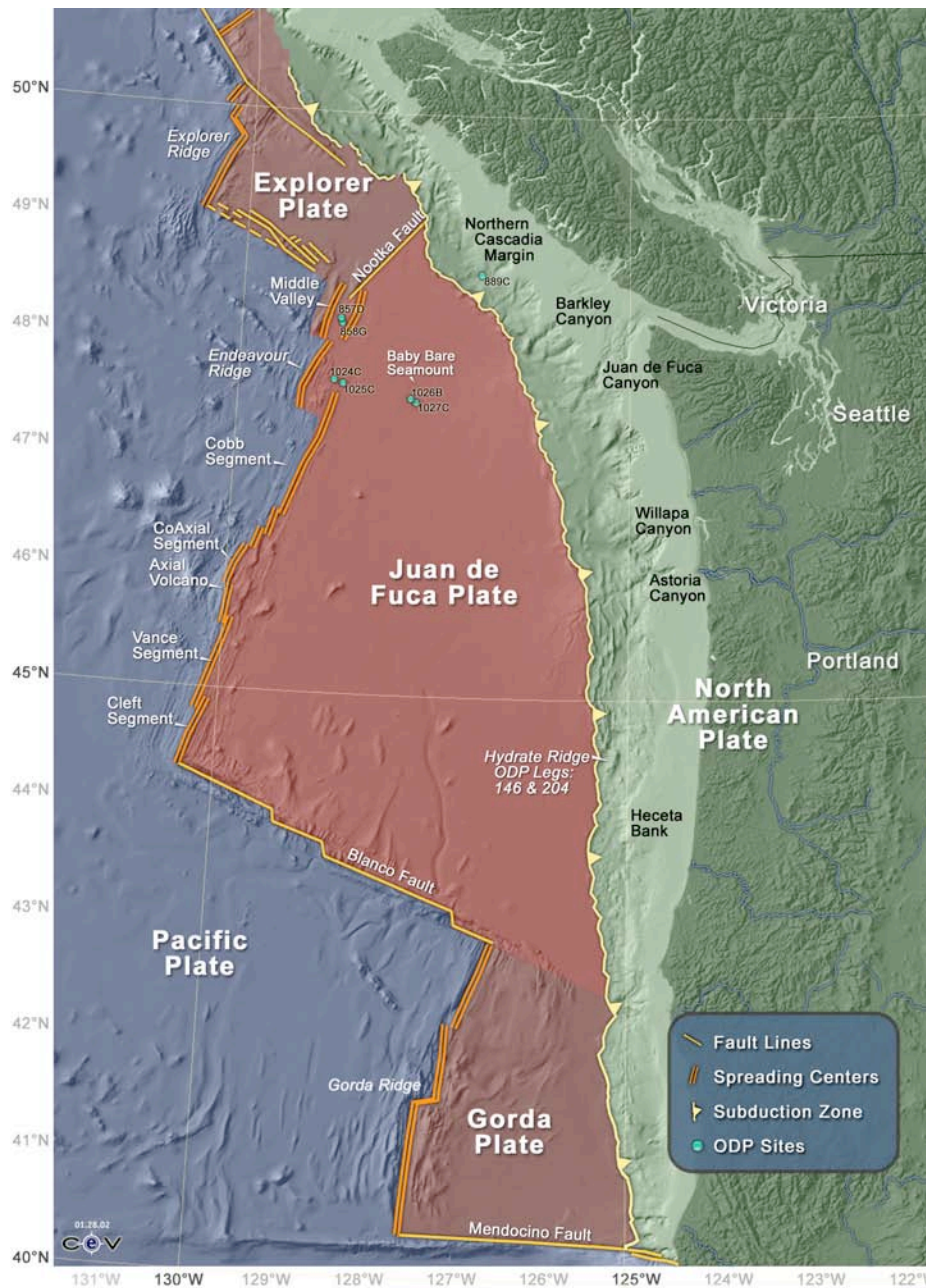 50°N
49°N
48°N
47°N
46°N
45°N
44°N
43°N
42°N
41°N
40°N
Explorer
Ridge
Explorer
Plate
Nootka Fault
Northern
Cascadia
Margin
889C
Middle
Valley
857D
858G
Barkley
Canyon
Victoria
Endeavour
Ridge
1024C
1025C
Baby Bare
Seamount
1026B
1027C
Juan de Fuca
Canyon
Seattle
Cobb
Segment
CoAxial
Segment
Axial
Volcano
Juan de
Fuca Plate
Willapa
Canyon
Astoria
Canyon
Vance
Segment
Portland
Cleft
Segment
North
American
Plate
Hydrate Ridge
ODP Legs:
146 & 204
Heceta
Bank
Blanco Fault
Pacific
Plate
Gorda Ridge
Gorda
Plate
Mendocino Fault
Fault Lines
Spreading Centers
Subduction Zone
ODP Sites
01.28.02
CeV
131°W
130°W
129°W
128°W
127°W
126°W
125°W
124°W
123°W
122°W